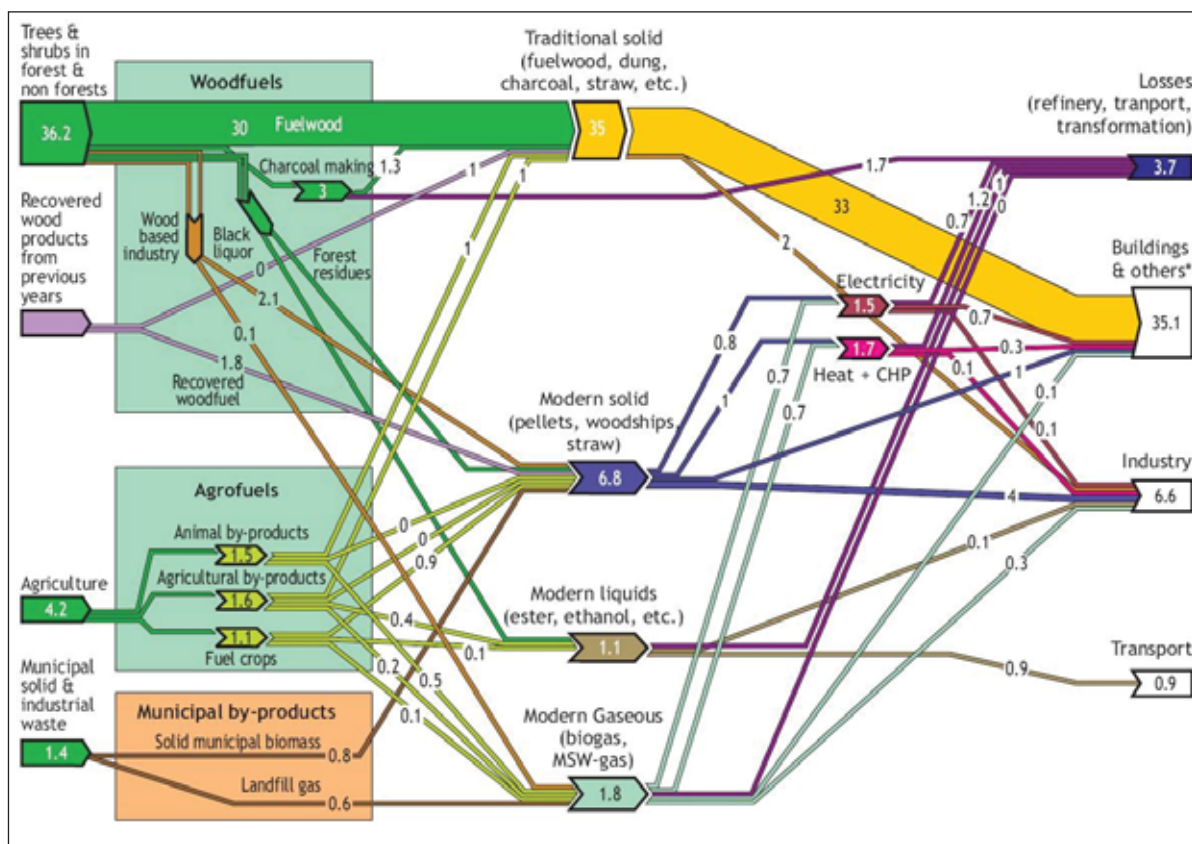 Trees &
shrubs in
forest &
non forests
36.2
Woodfuels
30
Fuelwood
Charcoal making
1.3
3
Wood
based
industry
Black
liquor
Forest
residues
Recovered
wood
products
from
previous
years
0
2.1
0.1
1.8
Recovered
woodfuel
1
1
1
Traditional solid
(fuelwood, dung,
charcoal, straw, etc.)
35
1.7
33
2
Losses
(refinery, tranport,
transformation)
3.7
1
1.2
0
0.7
Buildings
& others*
35.1
Electricity
1.5
0.7
1.7
0.3
Heat + CHP
0.1
0.8
0.7
1
0.7
1
0.1
0.1
Modern solid
(pellets, woodships,
straw)
6.8
4
Industry
6.6
Agrofuels
Animal by-products
1.5
Agricultural by-products
1.6
1.1
Fuel crops
Agriculture
4.2
0
0
0.9
0.4
0.1
0.2
0.5
0.1
Modern liquids
(ester, ethanol, etc.)
1.1
0.1
0.3
0.9
Transport
0.9
Municipal
solid &
industrial
waste
1.4
Municipal by-products
Solid municipal biomass
0.8
Landfill gas
0.6
Modern Gaseous
(biogas,
MSW-gas)
1.8